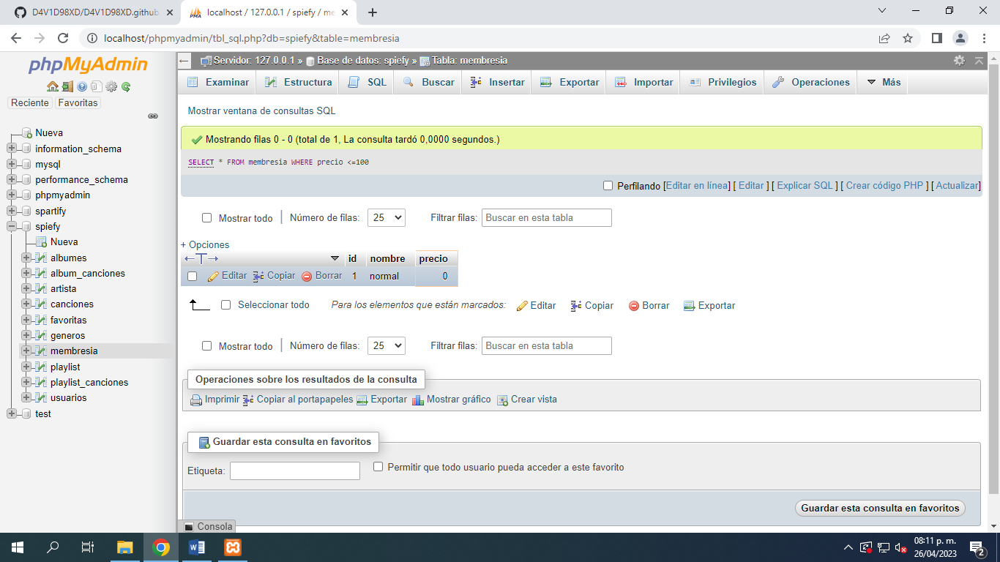 D4V1D98XD/D4V1D98XD.github
localhost / 127.0.0.1 / spiefy / me
localhost/phpmyadmin/tbl_sql.php?db=spiefy&table=membresia
phpMyAdmin
Reciente
Favoritas
Nueva
information_schema
mysql
performance_schema
phpmyadmin
spartify
spiefy
Nueva
albumes
album_canciones
artista
canciones
favoritas
generos
membresia
playlist
playlist_canciones
usuarios
test
Servidor: 127.0.0.1 » Base de datos: spiefy » Tabla: membresia
Examinar Estructura SQL Buscar Insertar Exportar Importar Privilegios Operaciones Más
Mostrar ventana de consultas SQL
Mostrando filas 0 - 0 (total de 1, La consulta tardó 0,0000 segundos.)
SELECT * FROM membresia WHERE precio <=100
Perfilando [Editar en línea] [ Editar ] [ Explicar SQL ] [ Crear código PHP ] [ Actualizar]
Mostrar todo | Número de filas: 25 Filtrar filas: Buscar en esta tabla
+ Opciones
←T→ id nombre precio
Editar Copiar Borrar 1 normal 0
Seleccionar todo Para los elementos que están marcados: Editar Copiar Borrar Exportar
Mostrar todo | Número de filas: 25 Filtrar filas: Buscar en esta tabla
Operaciones sobre los resultados de la consulta
Imprimir Copiar al portapapeles Exportar Mostrar gráfico Crear vista
Guardar esta consulta en favoritos
Etiqueta: Permitir que todo usuario pueda acceder a este favorito
Guardar esta consulta en favoritos
Consola
08:11 p. m.
26/04/2023
2